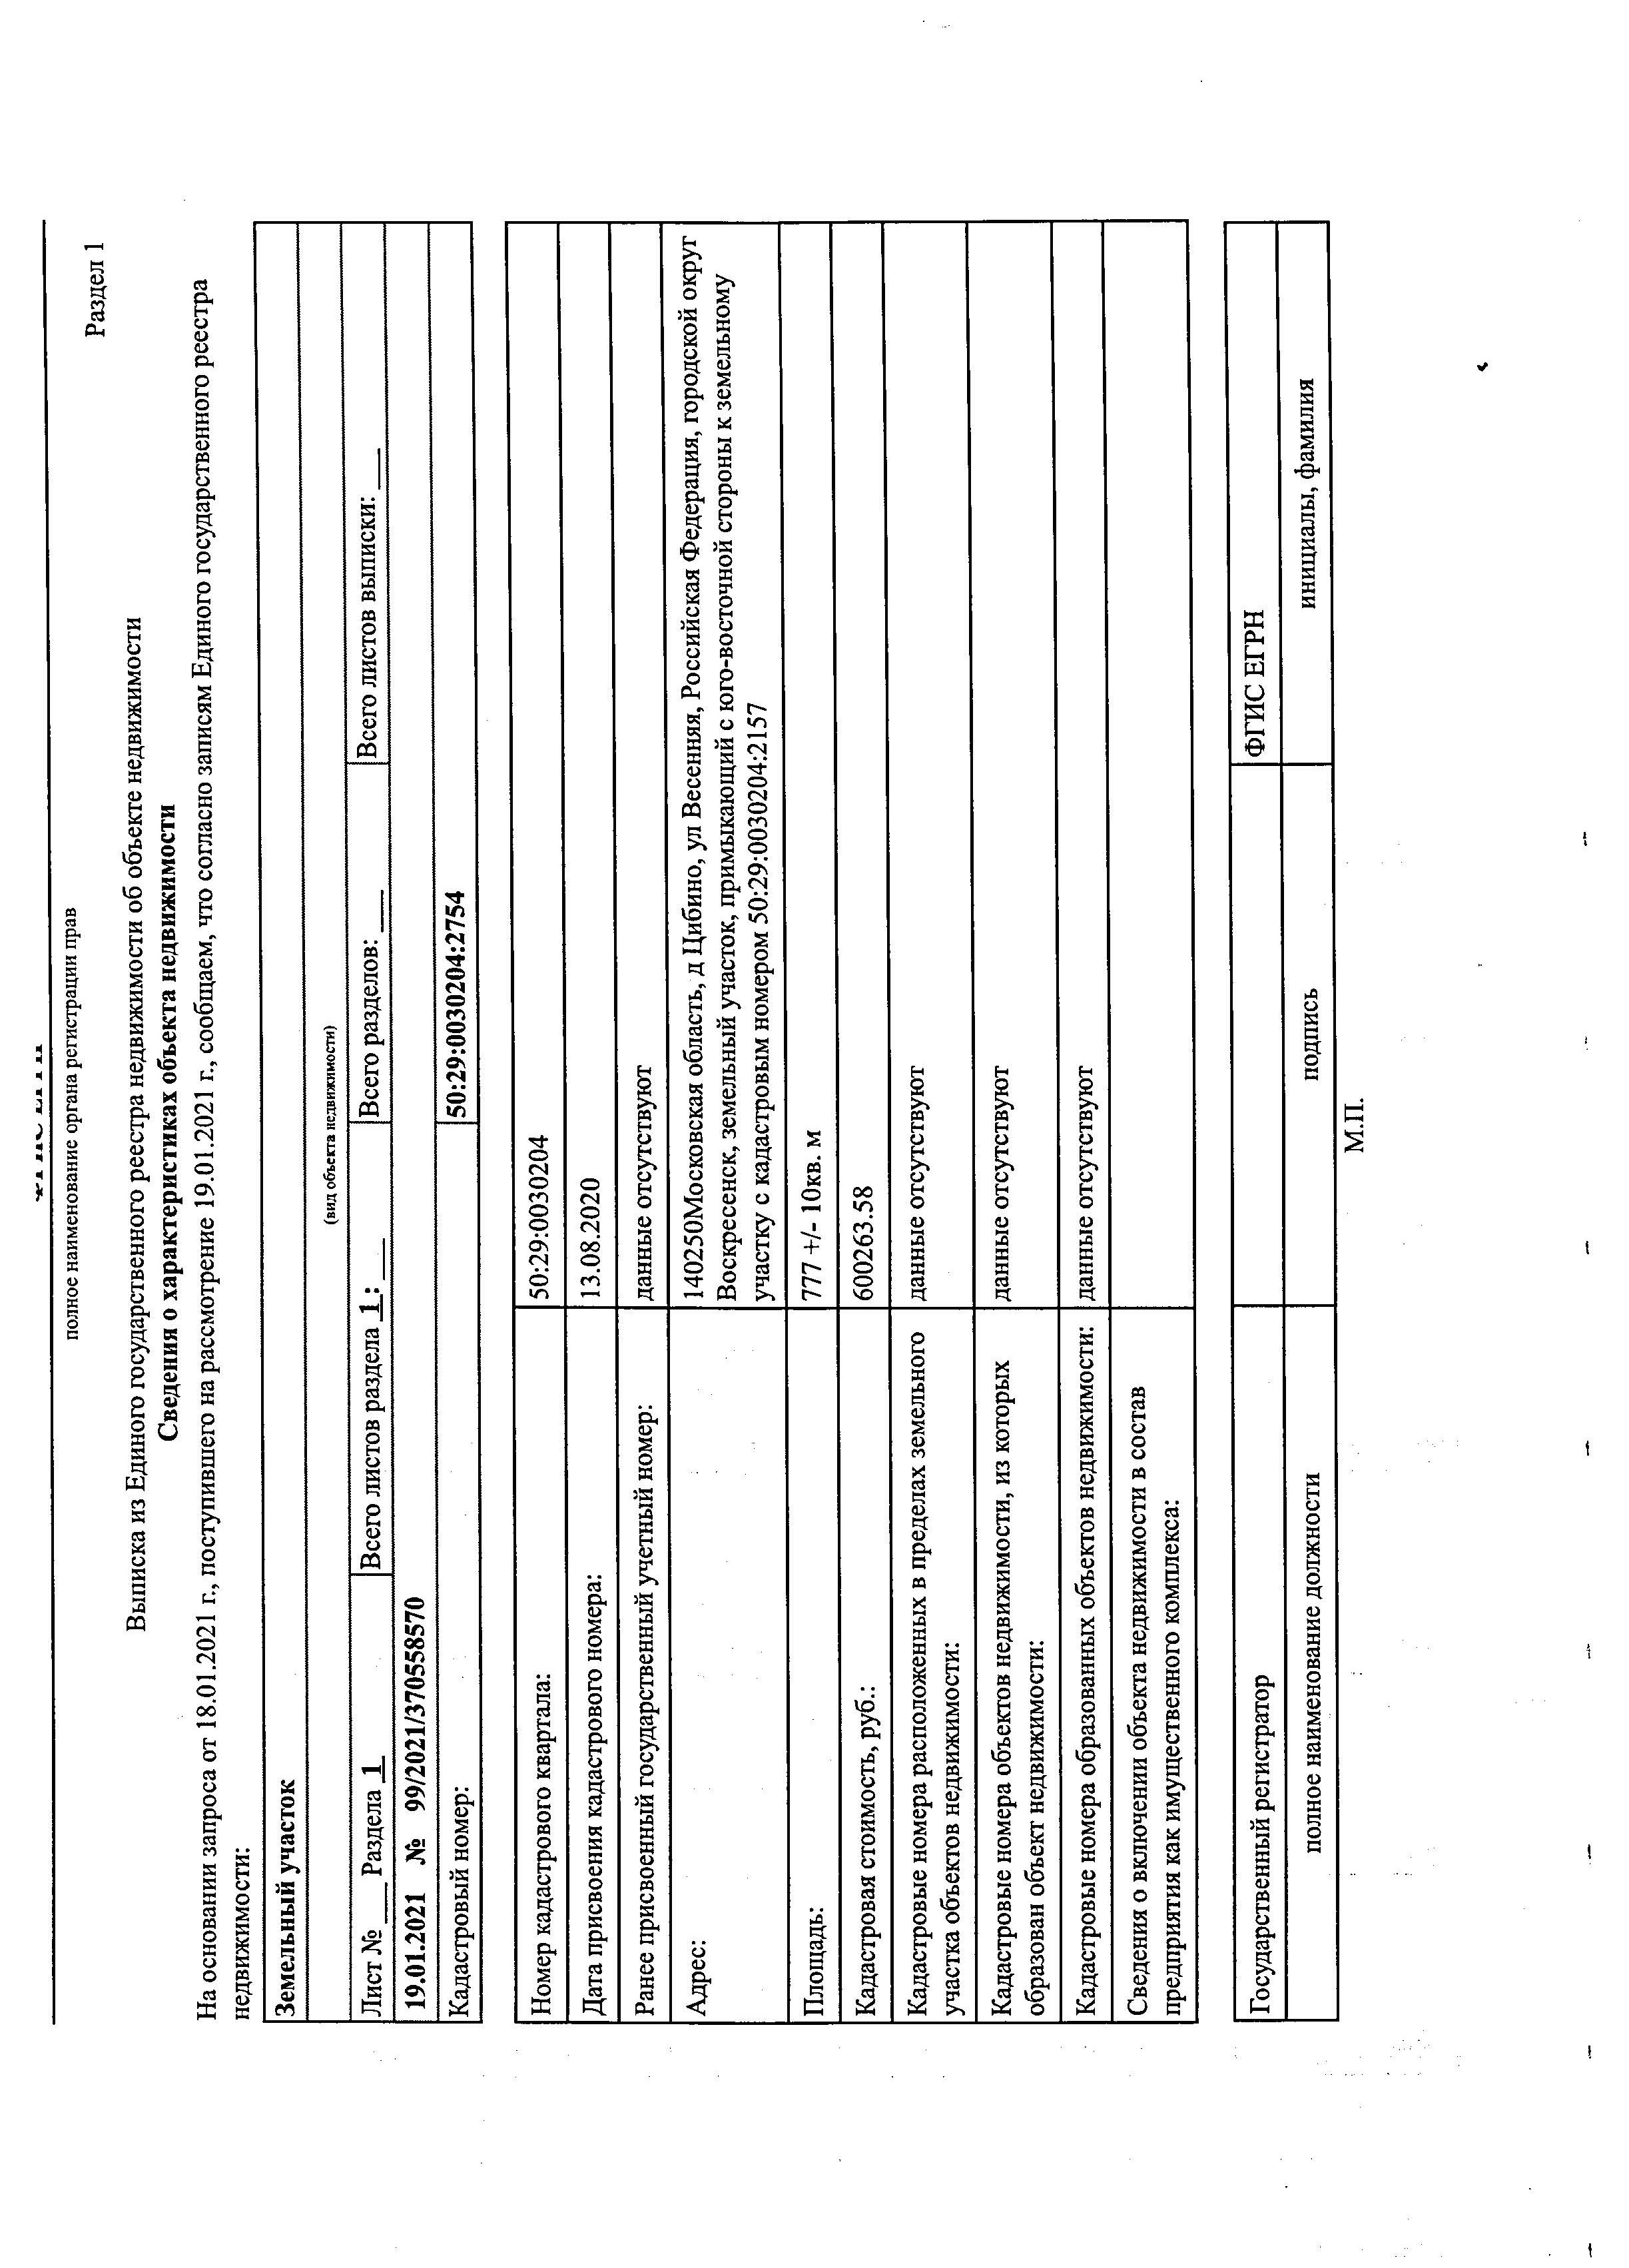 полное наименование органа регистрации прав
Раздел 1
Выписка из Единого государственного реестра недвижимости об объекте недвижимости
Сведения о характеристиках объекта недвижимости
На основании запроса от 18.01.2021 г., поступившего на рассмотрение 19.01.2021 г., сообщаем, что согласно записям Единого государственного реестра
недвижимости:
Земельный участок
(вид объекта недвижимости)
Лист № ___ Раздела 1 Всего листов раздела 1 : ___ Всего разделов: ___ Всего листов выписки: ___
19.01.2021 № 99/2021/370558570
Кадастровый номер: 50:29:0030204:2754
Номер кадастрового квартала: 50:29:0030204
Дата присвоения кадастрового номера: 13.08.2020
Ранее присвоенный государственный учетный номер: данные отсутствуют
Адрес: 140250Московская область, д Цибино, ул Весенняя, Российская Федерация, городской округ
Воскресенск, земельный участок, примыкающий с юго-восточной стороны к земельному
участку с кадастровым номером 50:29:0030204:2157
Площадь: 777 +/- 10кв. м
Кадастровая стоимость, руб.: 600263.58
Кадастровые номера расположенных в пределах земельного
участка объектов недвижимости: данные отсутствуют
Кадастровые номера объектов недвижимости, из которых
образован объект недвижимости: данные отсутствуют
Кадастровые номера образованных объектов недвижимости: данные отсутствуют
Сведения о включении объекта недвижимости в состав
предприятия как имущественного комплекса:
Государственный регистратор ФГИС ЕГРН
полное наименование должности подпись инициалы, фамилия
М.П.